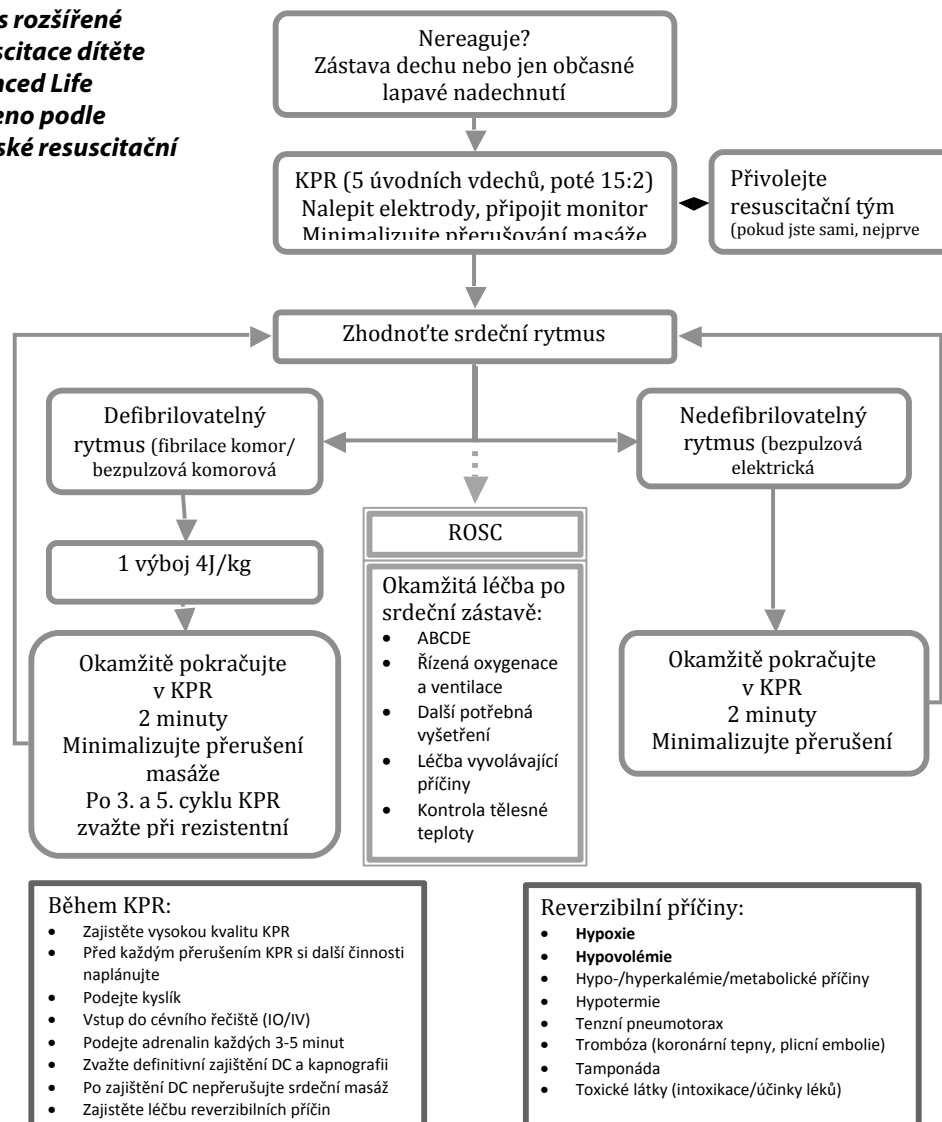 s rozšířené
scitace dítěte
nced Life
eno podle
ské resuscitační
Nereaguje?
Zástava dechu nebo jen občasné
lapavé nadechnutí
KPR (5 úvodních vdechů, poté 15:2)
Nalepit elektrody, připojit monitor
Minimalizujte přerušování masáže
Přivolejte
resuscitační tým
(pokud jste sami, nejprve
Zhodnoťte srdeční rytmus
Defibrilovatelný
rytmus (fibrilace komor/
bezpulzová komorová
Nedefibrilovatelný
rytmus (bezpulzová
elektrická
1 výboj 4J/kg
ROSC
Okamžitá léčba po
srdeční zástavě:
• ABCDE
• Řízená oxygenace
a ventilace
• Další potřebná
vyšetření
• Léčba vyvolávající
příčiny
• Kontrola tělesné
teploty
Okamžitě pokračujte
v KPR
2 minuty
Minimalizujte přerušení
masáže
Po 3. a 5. cyklu KPR
zvažte při rezistentní
Okamžitě pokračujte
v KPR
2 minuty
Minimalizujte přerušení
Během KPR:
• Zajistěte vysokou kvalitu KPR
• Před každým přerušením KPR si další činnosti
naplánujte
• Podejte kyslík
• Vstup do cévního řečiště (IO/IV)
• Podejte adrenalin každých 3-5 minut
• Zvažte definitivní zajištění DC a kapnografii
• Po zajištění DC nepřerušujte srdeční masáž
• Zajistěte léčbu reverzibilních příčin
Reverzibilní příčiny:
• Hypoxie
• Hypovolémie
• Hypo-/hyperkalémie/metabolické příčiny
• Hypotermie
• Tenzní pneumotorax
• Trombóza (koronární tepny, plicní embolie)
• Tamponáda
• Toxické látky (intoxikace/účinky léků)